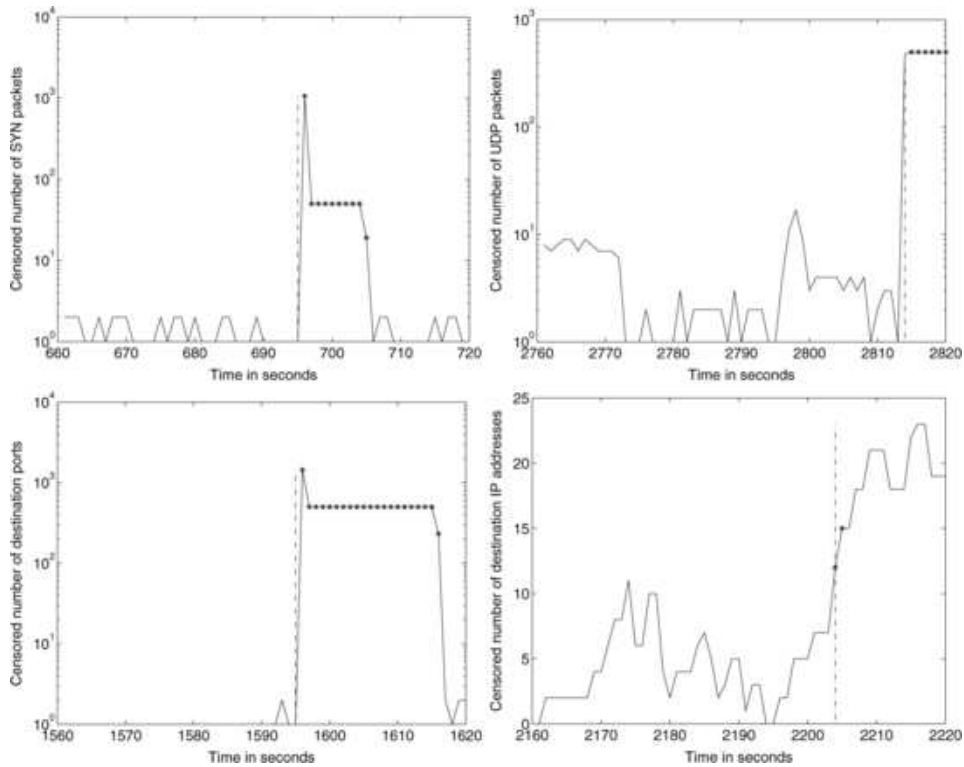 Censored number of SYN packets
10^4
10^3
10^2
10^1
10^0
660 670 680 690 700 710 720
Time in seconds
Censored number of UDP packets
10^3
10^2
10^1
10^0
2760 2770 2780 2790 2800 2810 2820
Time in seconds
Censored number of destination ports
10^4
10^3
10^2
10^1
10^0
1560 1570 1580 1590 1600 1610 1620
Time in seconds
Censored number of destination IP addresses
25
20
15
10
5
0
2160 2170 2180 2190 2200 2210 2220
Time in seconds